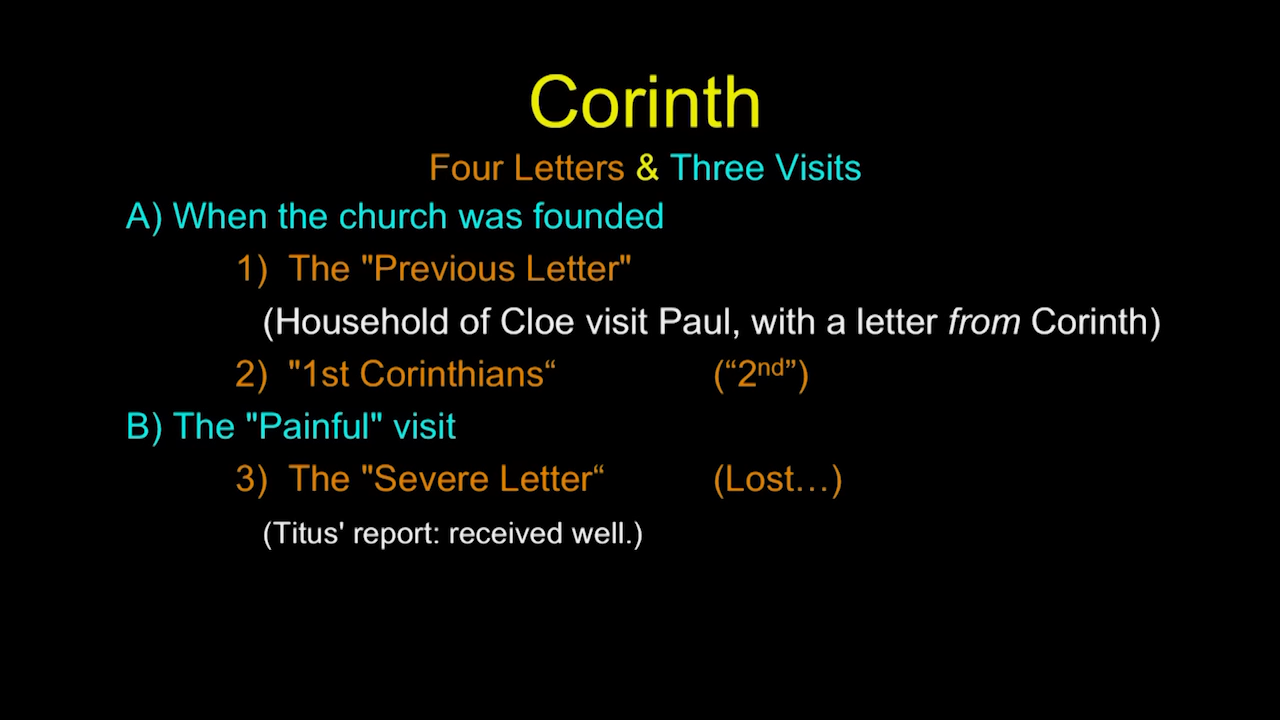 Corinth
Four Letters & Three Visits
A) When the church was founded
1) The "Previous Letter"
(Household of Cloe visit Paul, with a letter from Corinth)
2) "1st Corinthians“ (“2nd”)
B) The "Painful" visit
3) The "Severe Letter“ (Lost…)
(Titus' report: received well.)